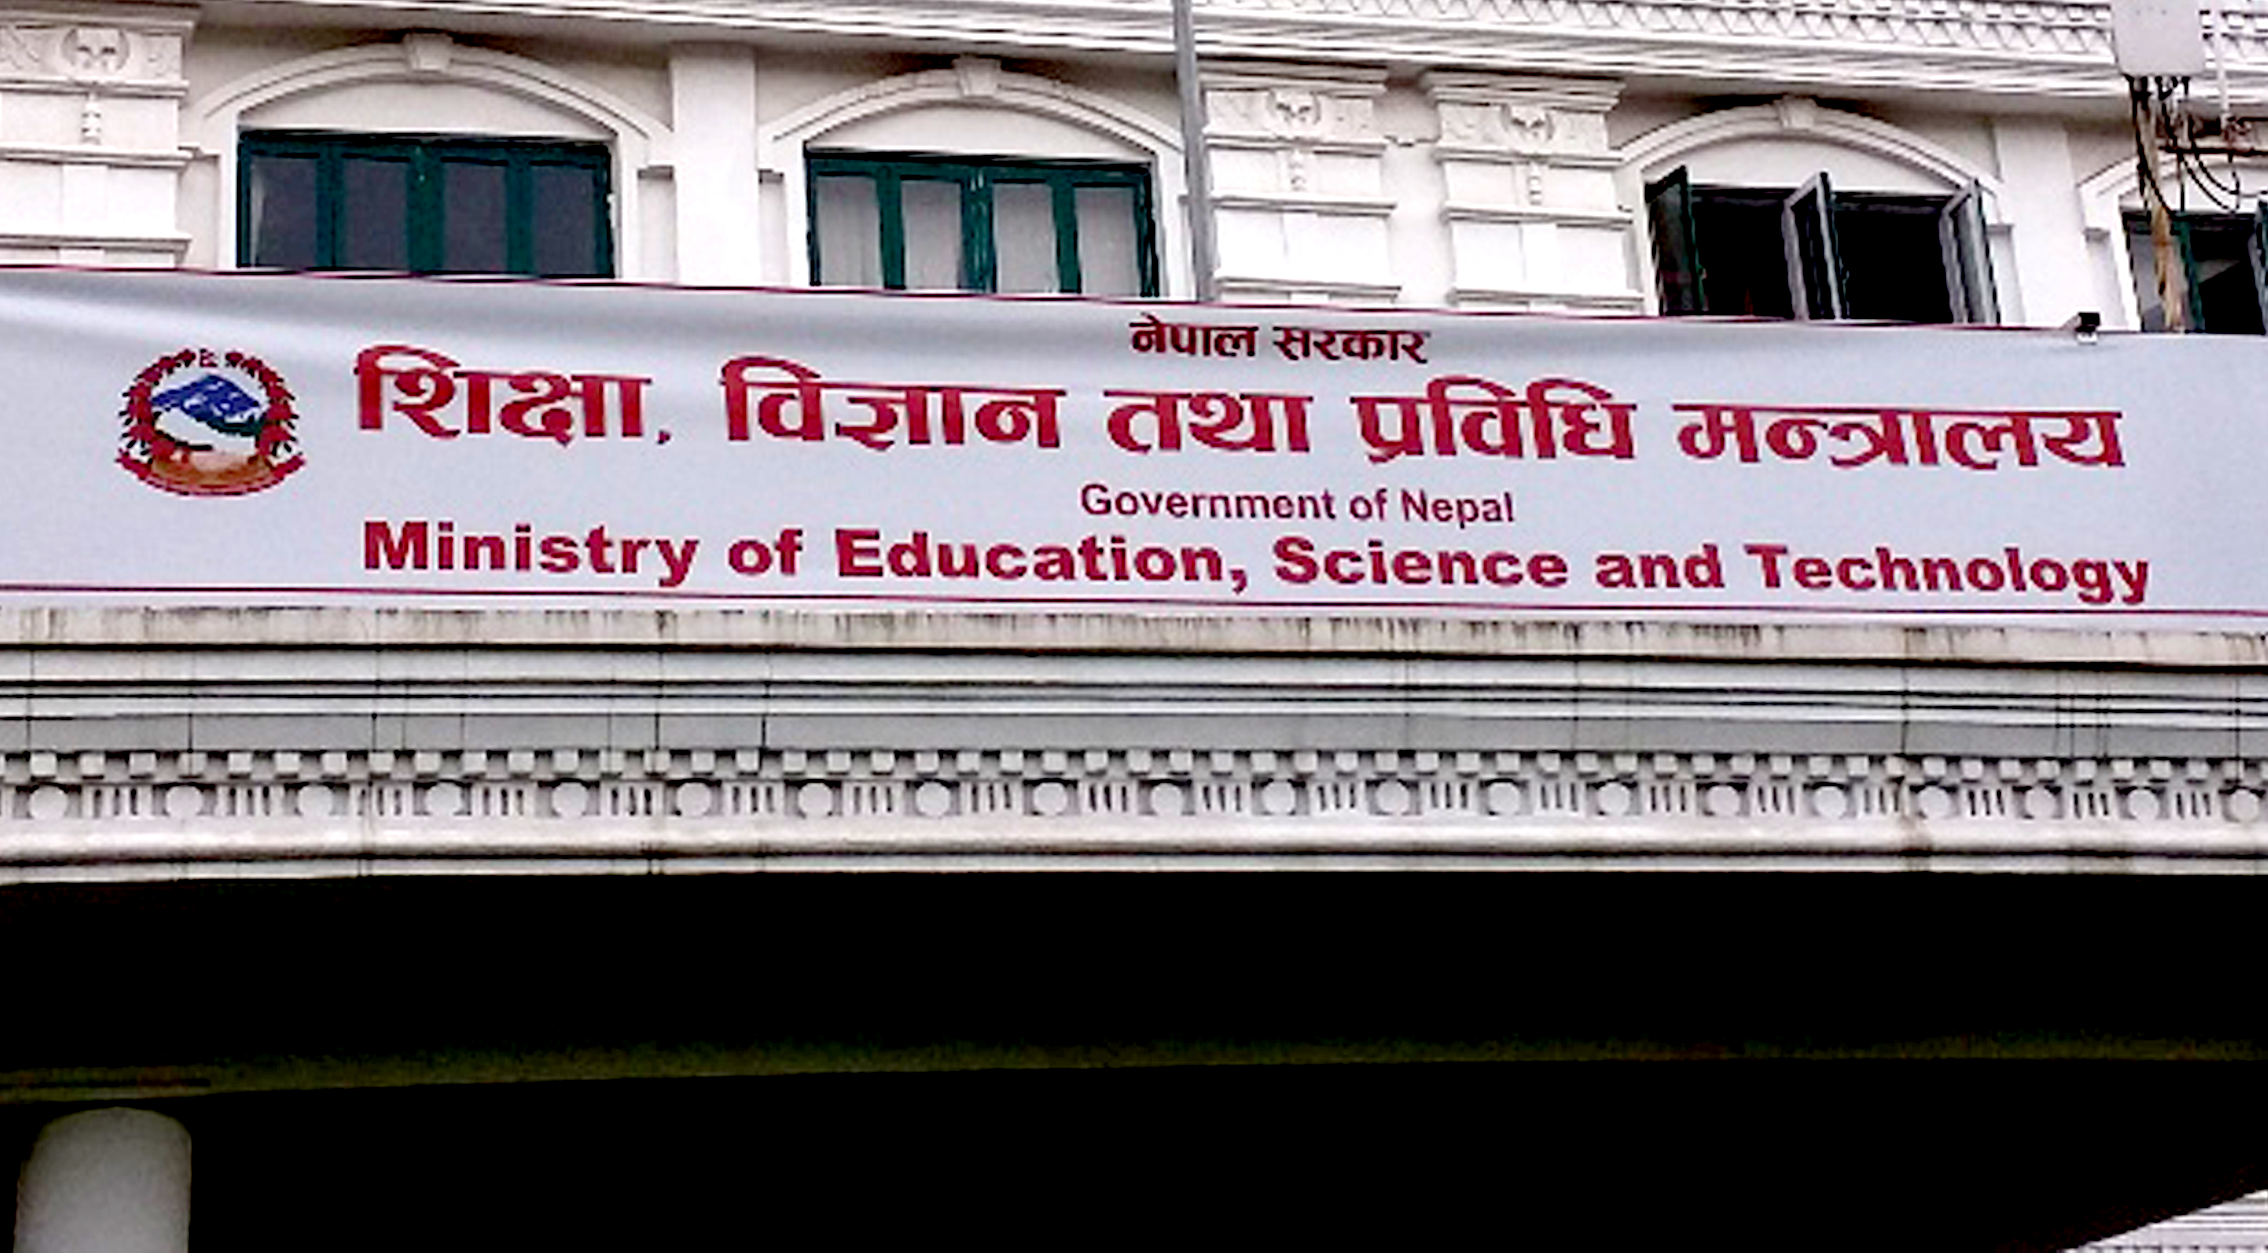 नेपाल सरकार
शिक्षा, विज्ञान तथा प्रविधि मन्त्रालय
Government of Nepal
Ministry of Education, Science and Technology